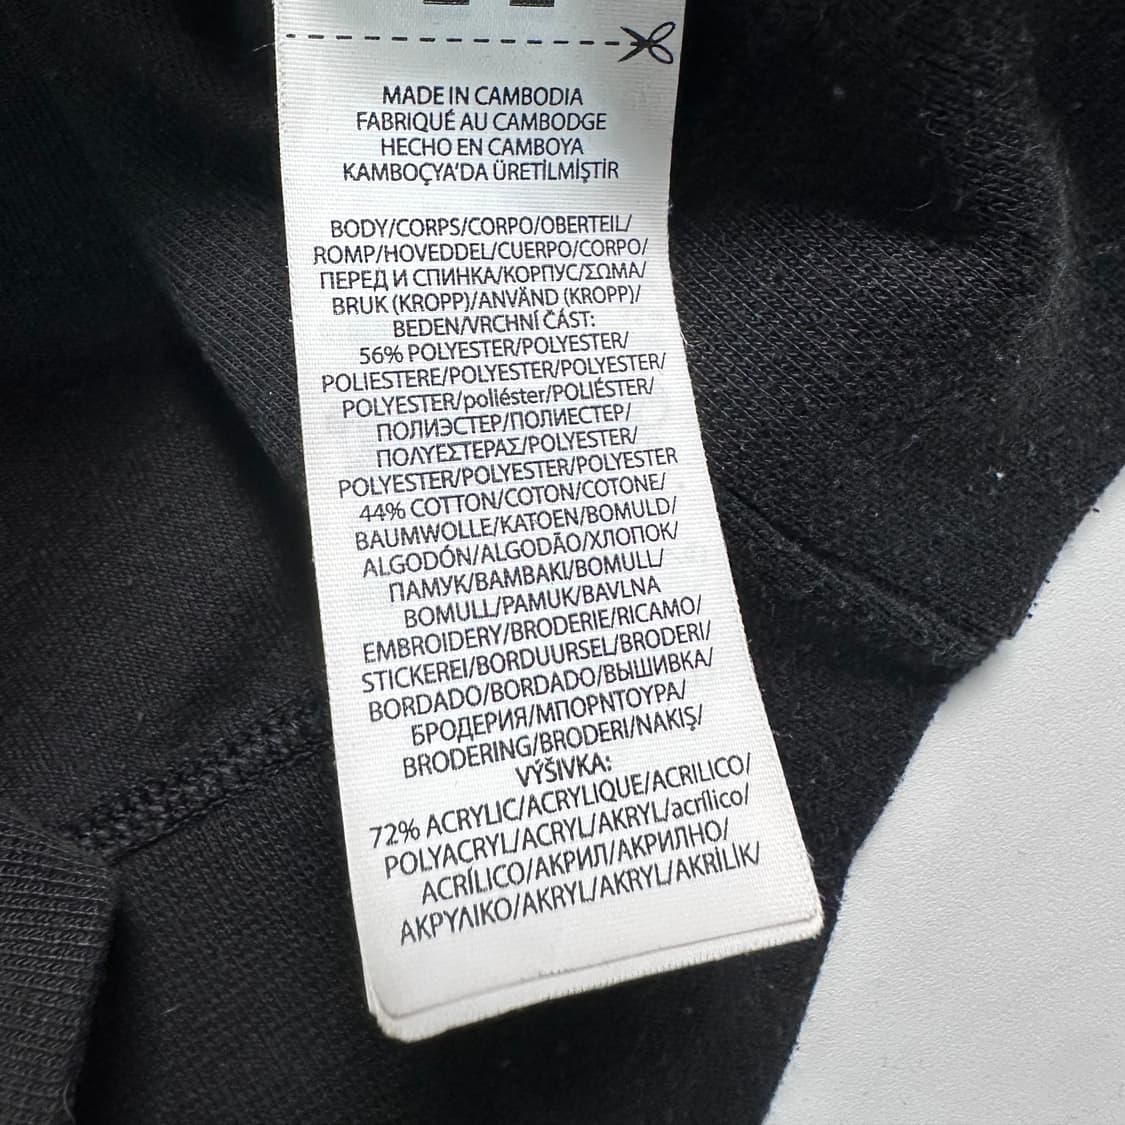 MADE IN CAMBODIA
FABRIQUÉ AU CAMBODGE
HECHO EN CAMBOYA
KAMBOÇYA'DA ÜRETİLMİŞTİR
BODY/CORPS/CORPO/OBERTEIL/
ROMP/HOVEDDEL/CUERPO/CORPO/
ПЕРЕД И СПИНКА/КОРПУС/ΣΩΜΑ/
BRUK (KROPP)/ANVÄND (KROPP)/
BEDEN/VRCHNÍ ČÁST:
56% POLYESTER/POLYESTER/
POLIESTERE/POLYESTER/POLYESTER/
POLYESTER/poliéster/POLIÉSTER/
ПОЛИЭСТЕР/ПОЛИЕСТЕР/
ΠΟΛΥΕΣΤΕΡΑΣ/POLYESTER/
POLYESTER/POLYESTER/POLYESTER
44% COTTON/COTON/COTONE/
BAUMWOLLE/KATOEN/BOMULD/
ALGODÓN/ALGODÃO/ХЛОПОК/
ПАМУК/ΒΑΜΒΑΚΙ/BOMULL/
BOMULL/PAMUK/BAVLNA
EMBROIDERY/BRODERIE/RICAMO/
STICKEREI/BORDUURSEL/BRODERI/
BORDADO/BORDADO/ВЫШИВКА/
БРОДЕРИЯ/ΜΠΟΡΝΤΟΥΡΑ/
BRODERING/BRODERI/NAKIŞ/
VÝŠIVKA:
72% ACRYLIC/ACRYLIQUE/ACRILICO/
POLYACRYL/ACRYL/AKRYL/acrílico/
ACRÍLICO/АКРИЛ/АКРИЛНО/
ΑΚΡΥΛΙΚΟ/AKRYL/AKRYL/AKRİLİK/